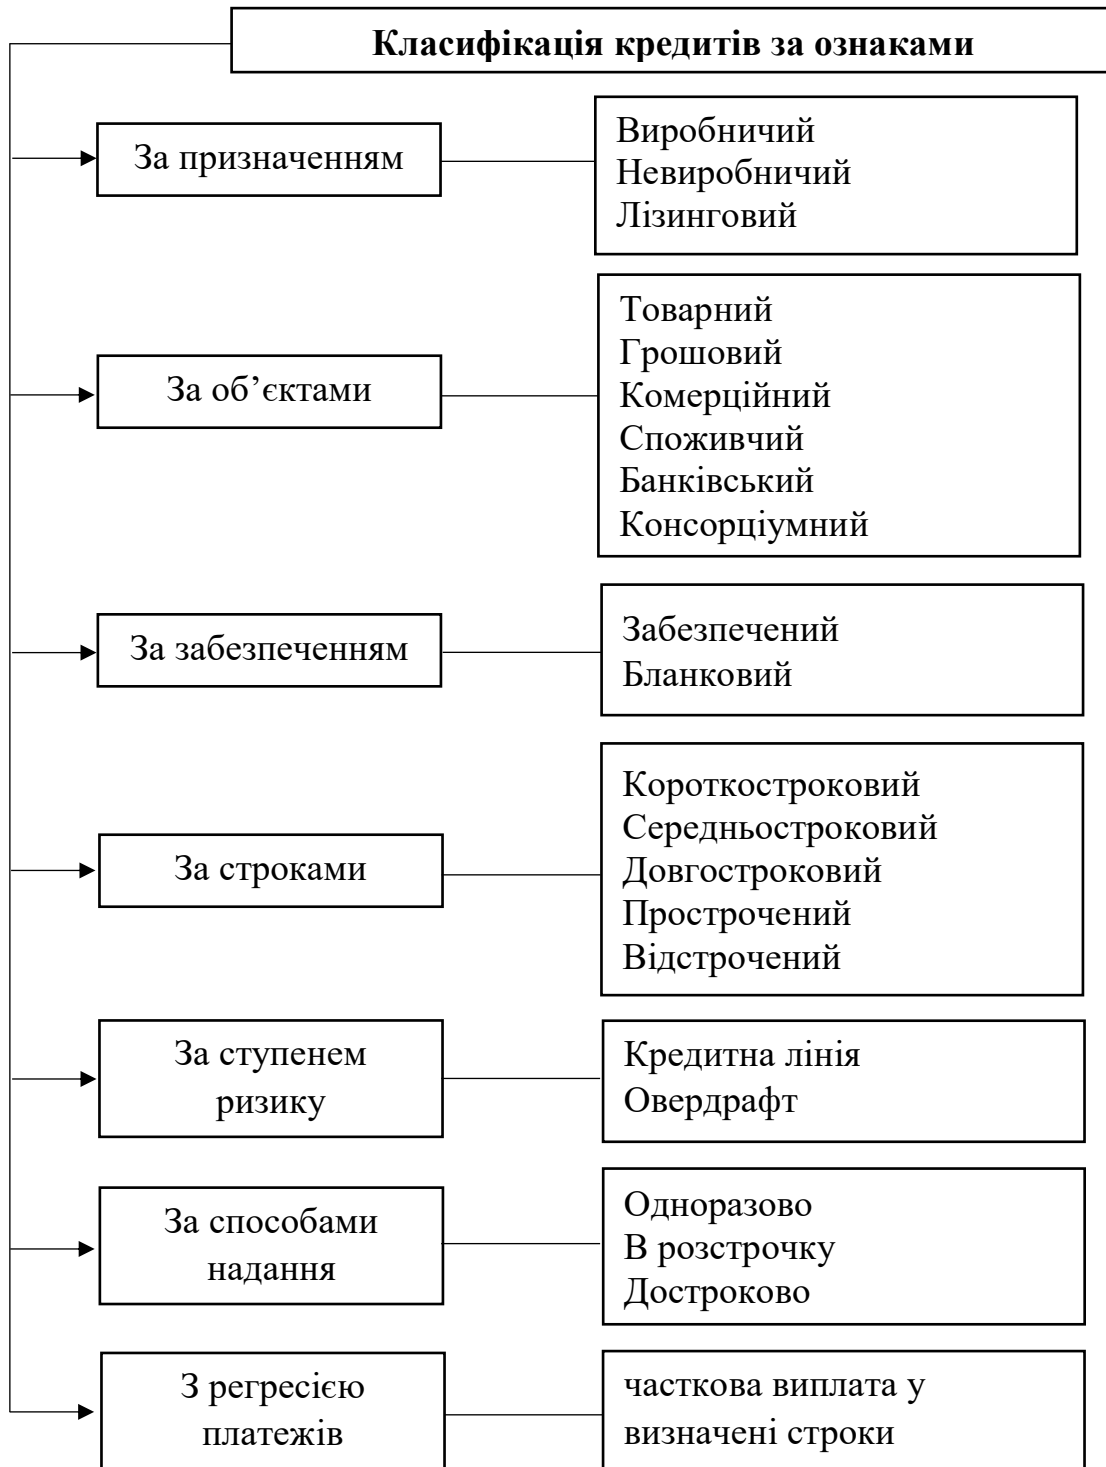 Класифікація кредитів за ознаками
За призначенням
Виробничий
Невиробничий
Лізинговий
За об’єктами
Товарний
Грошовий
Комерційний
Споживчий
Банківський
Консорціумний
За забезпеченням
Забезпечений
Бланковий
За строками
Короткостроковий
Середньостроковий
Довгостроковий
Прострочений
Відстрочений
За ступенем
ризику
Кредитна лінія
Овердрафт
За способами
надання
Одноразово
В розстрочку
Достроково
З регресією
платежів
часткова виплата у
визначені строки